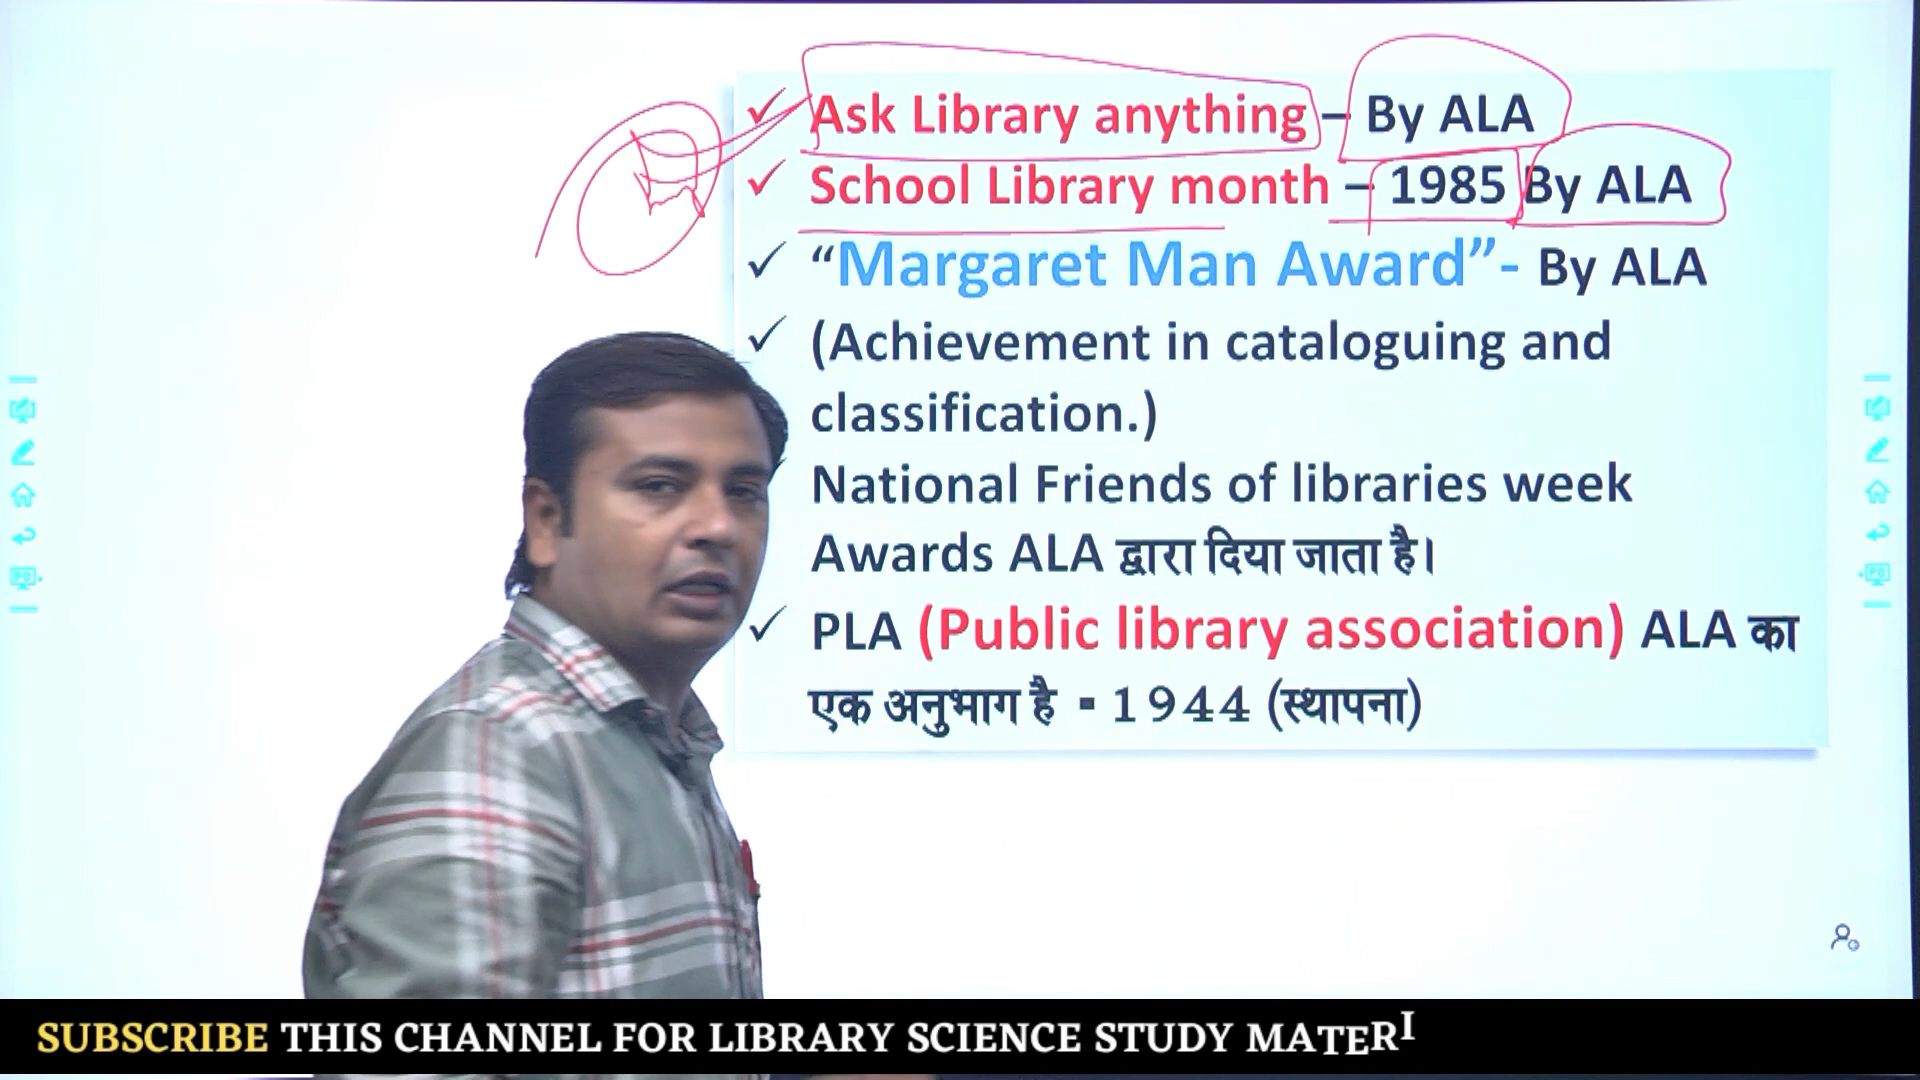 Ask Library anything – By ALA
School Library month – 1985 By ALA
“Margaret Man Award”- By ALA
(Achievement in cataloguing and
classification.)
National Friends of libraries week
Awards ALA द्वारा दिया जाता है।
PLA (Public library association) ALA का
एक अनुभाग है - 1944 (स्थापना)
SUBSCRIBE THIS CHANNEL FOR LIBRARY SCIENCE STUDY MATERI